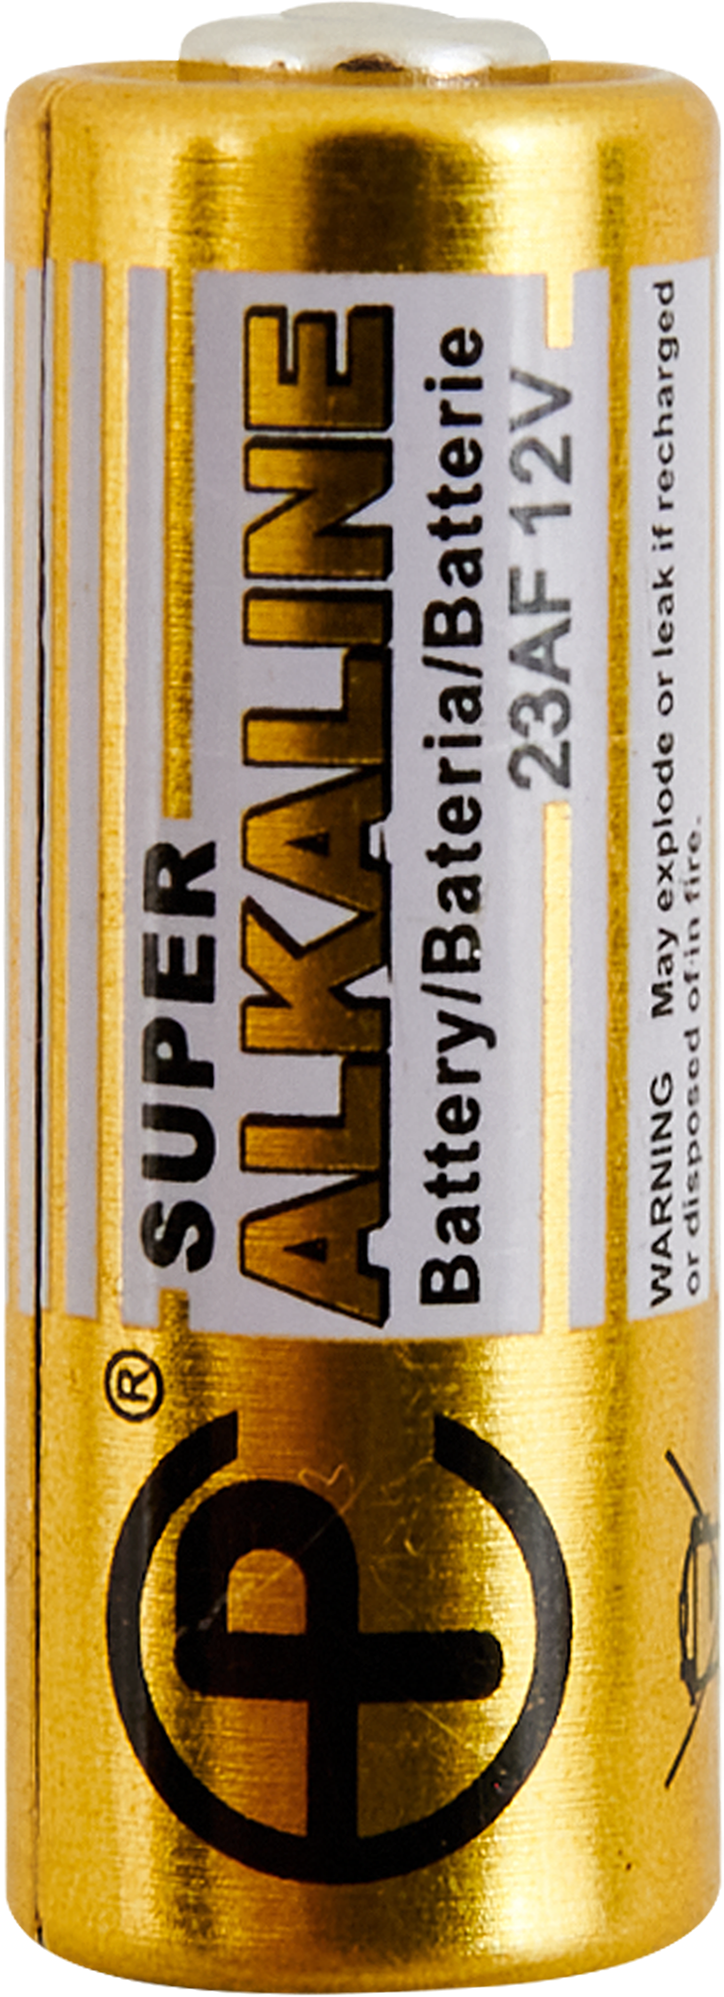 GP
®
SUPER
ALKALINE
Battery/Bateria/Batterie
23AF 12V
WARNING May explode or leak if recharged
or disposed of in fire.